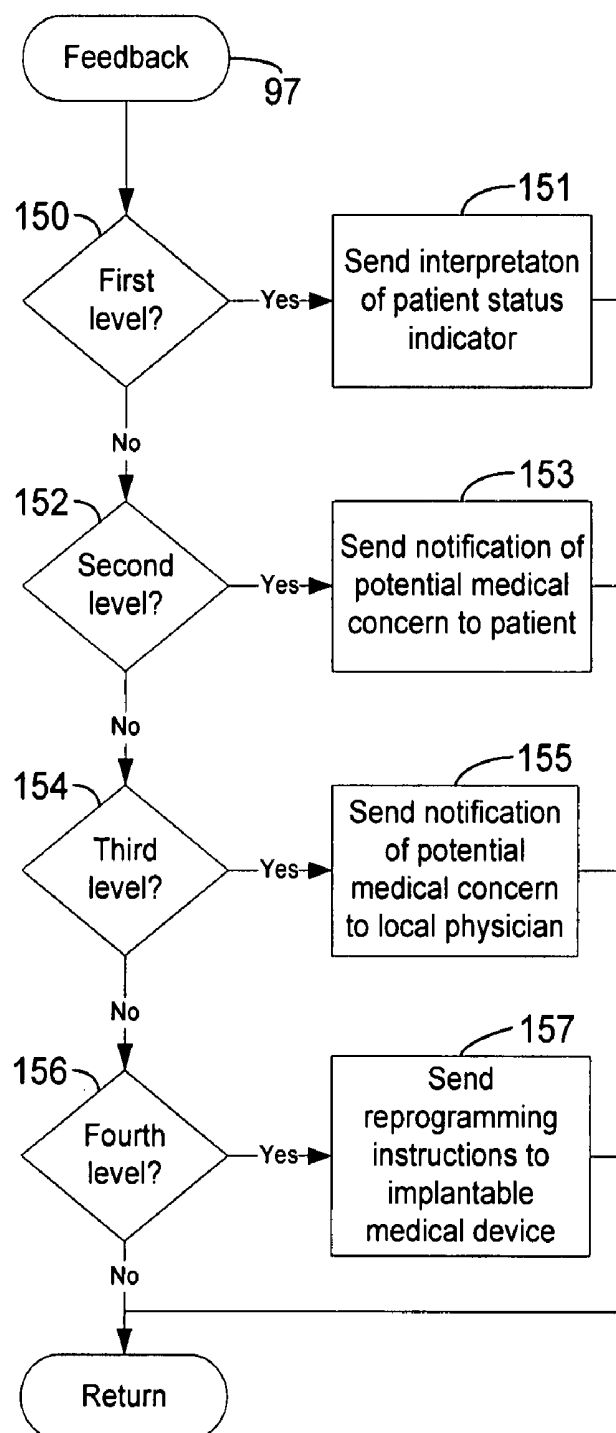 Feedback
97
150
151
First
level?
Yes
Send interpretaton
of patient status
indicator
No
152
153
Second
level?
Yes
Send notification of
potential medical
concern to patient
No
154
155
Third
level?
Yes
Send notification
of potential
medical concern
to local physician
No
156
157
Fourth
level?
Yes
Send
reprogramming
instructions to
implantable
medical device
No
Return